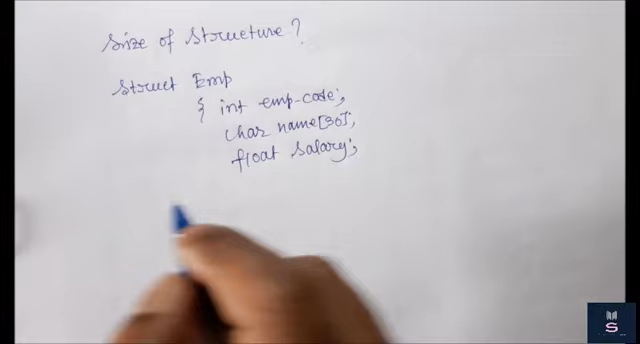 Size of Structure?
Struct Emp
{ int emp-code;
char name[30];
float salary;
S